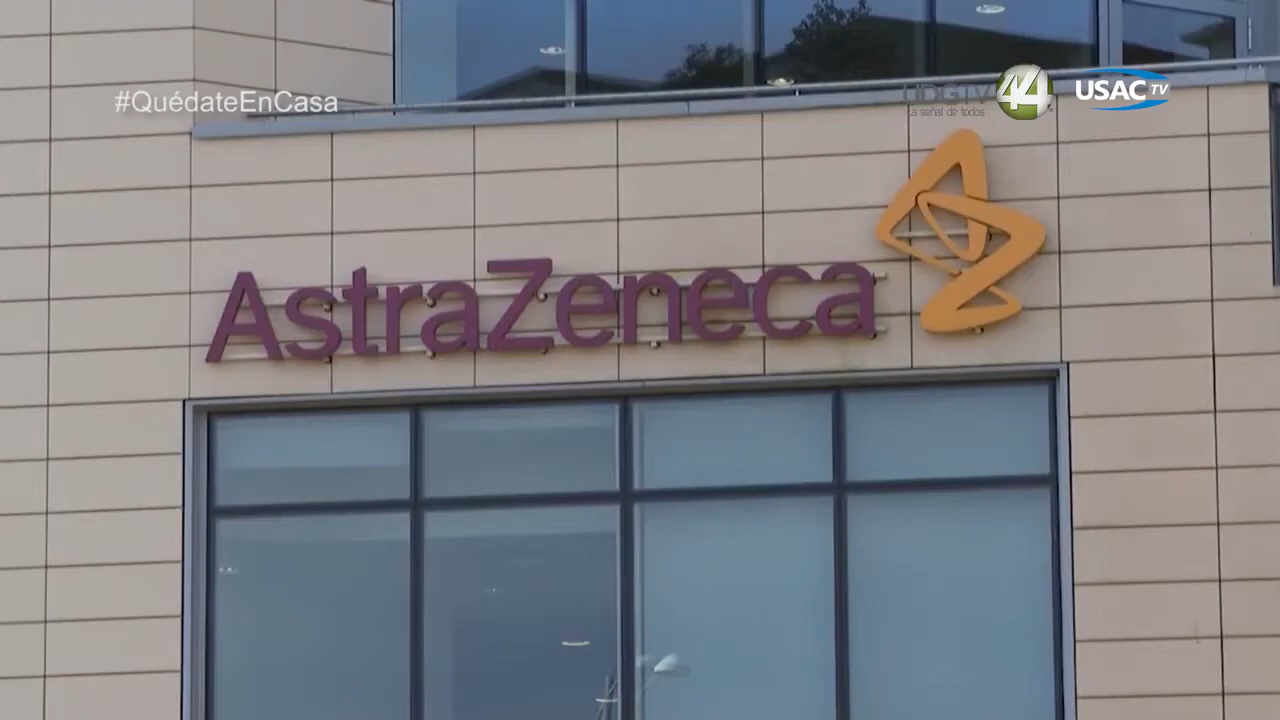 #QuédateEnCasa
UDGTV 44
La señal de todos
USAC TV
AstraZeneca